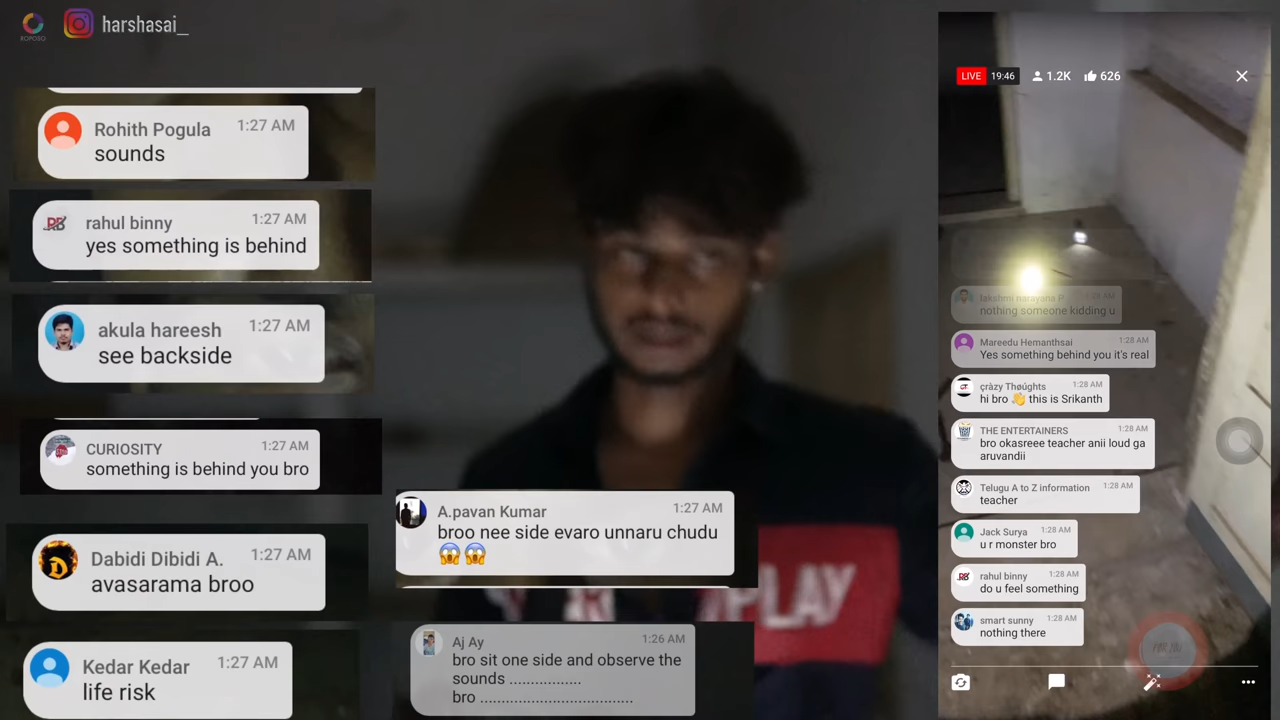 ROPOSO
harshasai_
Rohith Pogula 1:27 AM
sounds
rahul binny 1:27 AM
yes something is behind
akula hareesh 1:27 AM
see backside
CURIOSITY 1:27 AM
something is behind you bro
Dabidi Dibidi A. 1:27 AM
avasarama broo
Kedar Kedar 1:27 AM
life risk
A.pavan Kumar 1:27 AM
broo nee side evaro unnaru chudu
😱😱
Aj Ay 1:26 AM
bro sit one side and observe the
sounds ................
bro ...................................
PLAY
LIVE 19:46 1.2K 626
lakshmi narayana P. 1:28 AM
nothing someone kidding u
Mareedu Hemanthsai 1:28 AM
Yes something behind you it's real
çràzy Thøúghts 1:28 AM
hi bro 👋 this is Srikanth
THE ENTERTAINERS 1:28 AM
bro okasreee teacher anii loud ga
aruvandii
Telugu A to Z information 1:28 AM
teacher
Jack Surya 1:28 AM
u r monster bro
rahul binny 1:28 AM
do u feel something
smart sunny 1:28 AM
nothing there